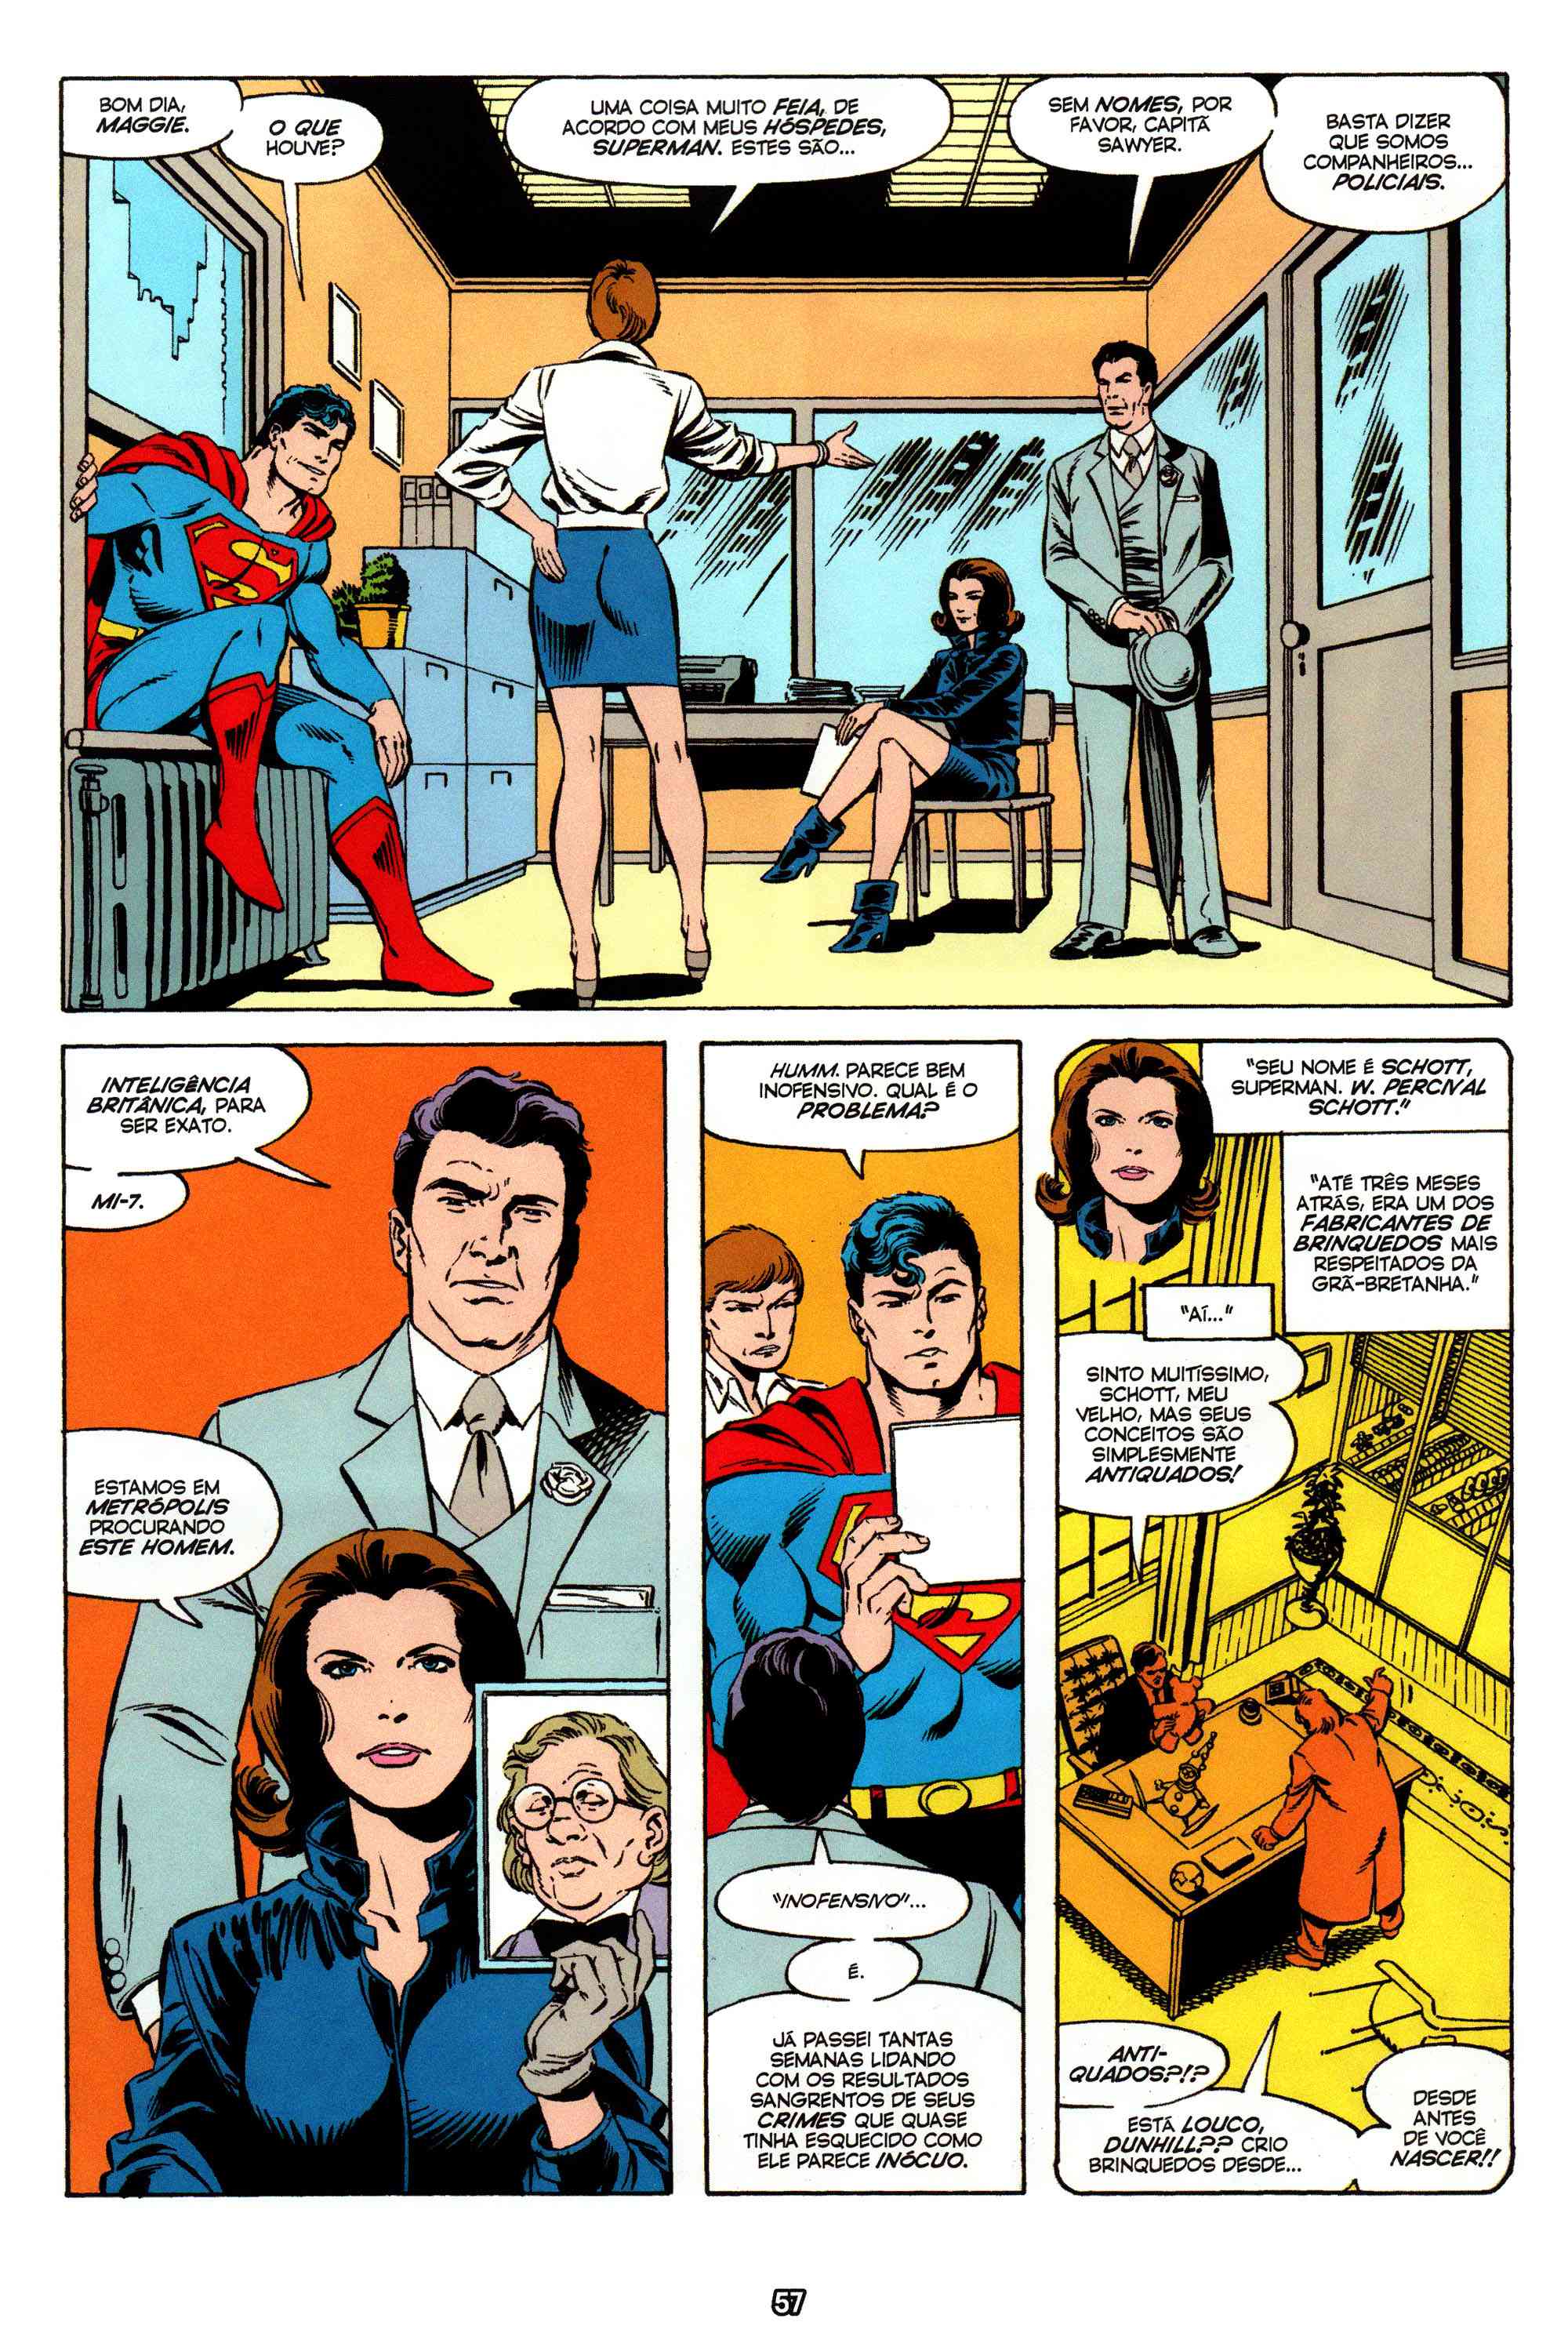 BOM DIA,
MAGGIE.
O QUE
HOUVE?
UMA COISA MUITO FEIA, DE
ACORDO COM MEUS HÓSPEDES,
SUPERMAN. ESTES SÃO...
SEM NOMES, POR
FAVOR, CAPITÃ
SAWYER.
BASTA DIZER
QUE SOMOS
COMPANHEIROS...
POLICIAIS.
INTELIGÊNCIA
BRITÂNICA, PARA
SER EXATO.
MI-7.
ESTAMOS EM
METRÓPOLIS
PROCURANDO
ESTE HOMEM.
HUMM. PARECE BEM
INOFENSIVO. QUAL É O
PROBLEMA?
"INOFENSIVO"...
É.
JÁ PASSEI TANTAS
SEMANAS LIDANDO
COM OS RESULTADOS
SANGRENTOS DE SEUS
CRIMES QUE QUASE
TINHA ESQUECIDO COMO
ELE PARECE INÓCUO.
"SEU NOME É SCHOTT,
SUPERMAN. W. PERCIVAL
SCHOTT."
"ATÉ TRÊS MESES
ATRÁS, ERA UM DOS
FABRICANTES DE
BRINQUEDOS MAIS
RESPEITADOS DA
GRÃ-BRETANHA."
"AÍ..."
SINTO MUITÍSSIMO,
SCHOTT, MEU
VELHO, MAS SEUS
CONCEITOS SÃO
SIMPLESMENTE
ANTIQUADOS!
ANTI-
QUADOS?!?
ESTÁ LOUCO,
DUNHILL?? CRIO
BRINQUEDOS DESDE...
DESDE
ANTES
DE VOCÊ
NASCER!!
57